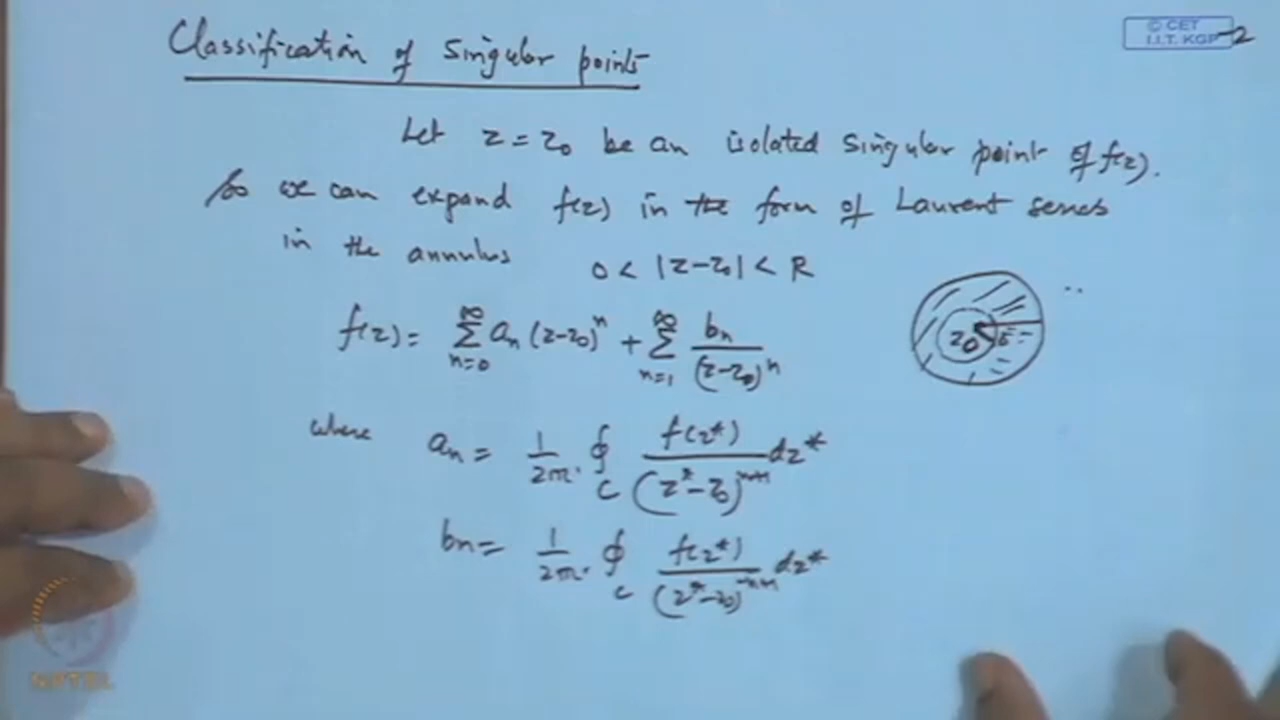 Classification of Singular points
© CET
I.I.T. KGP
2
Let z = z₀ be an isolated singular point of f(z).
So we can expand f(z) in the form of Laurent series
in the annulus 0 < |z-z₀| < R
f(z) = ∑_{n=0}^{∞} aₙ (z-z₀)ⁿ + ∑_{n=1}^{∞} bₙ/(z-z₀)ⁿ
z₀
where aₙ = 1/2πi ∮_C f(z*)/(z*-z₀)^{n+1} dz*
bₙ = 1/2πi ∮_C f(z*)/(z*-z₀)^{-n+1} dz*
NPTEL